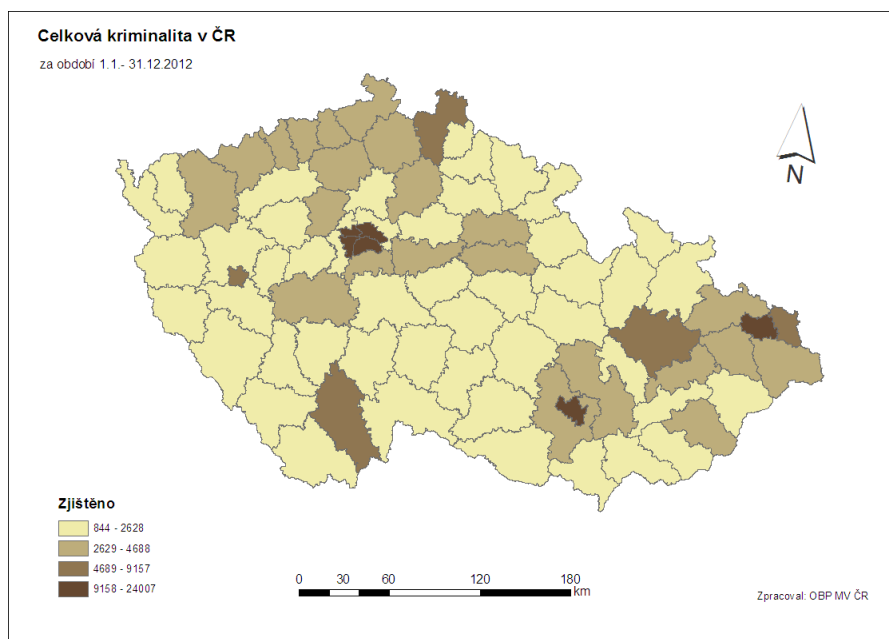 Celková kriminalita v ČR
za období 1.1.- 31.12.2012
N
Zjištěno
844 - 2628
2629 - 4688
4689 - 9157
9158 - 24007
0 30 60 120 180
km
Zpracoval: OBP MV ČR